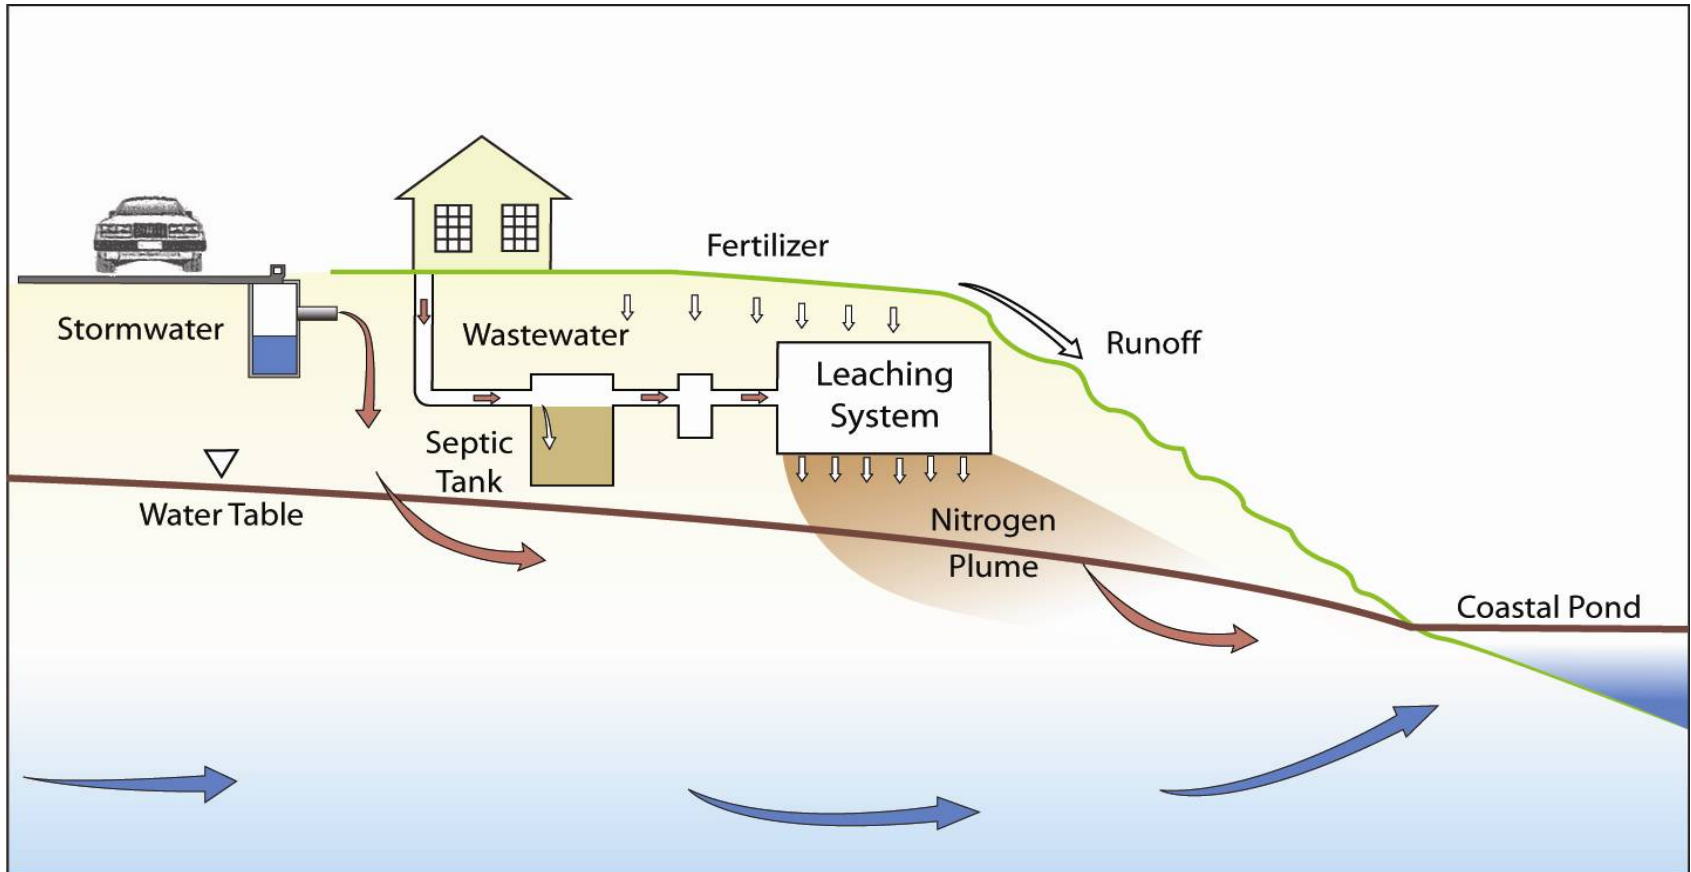 Fertilizer
Stormwater
Wastewater
Runoff
Leaching
System
Septic
Tank
Water Table
Nitrogen
Plume
Coastal Pond